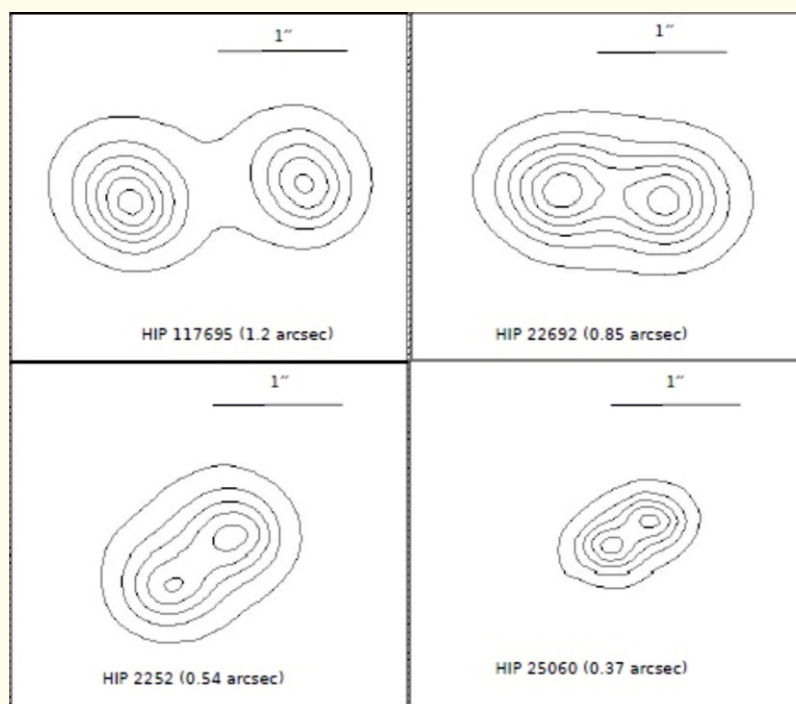 1″
1″
HIP 117695 (1.2 arcsec)
HIP 22692 (0.85 arcsec)
1″
1″
HIP 2252 (0.54 arcsec)
HIP 25060 (0.37 arcsec)